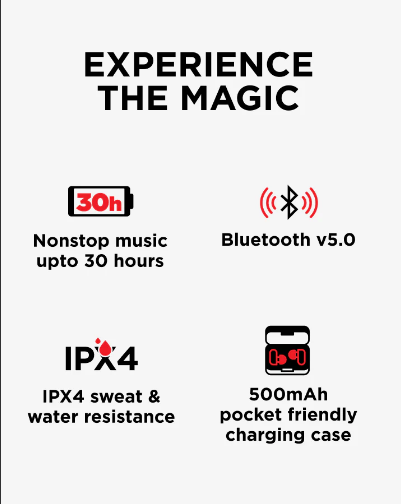 EXPERIENCE
THE MAGIC
30h
Nonstop music
upto 30 hours
Bluetooth v5.0
IPX4
IPX4 sweat &
water resistance
500mAh
pocket friendly
charging case